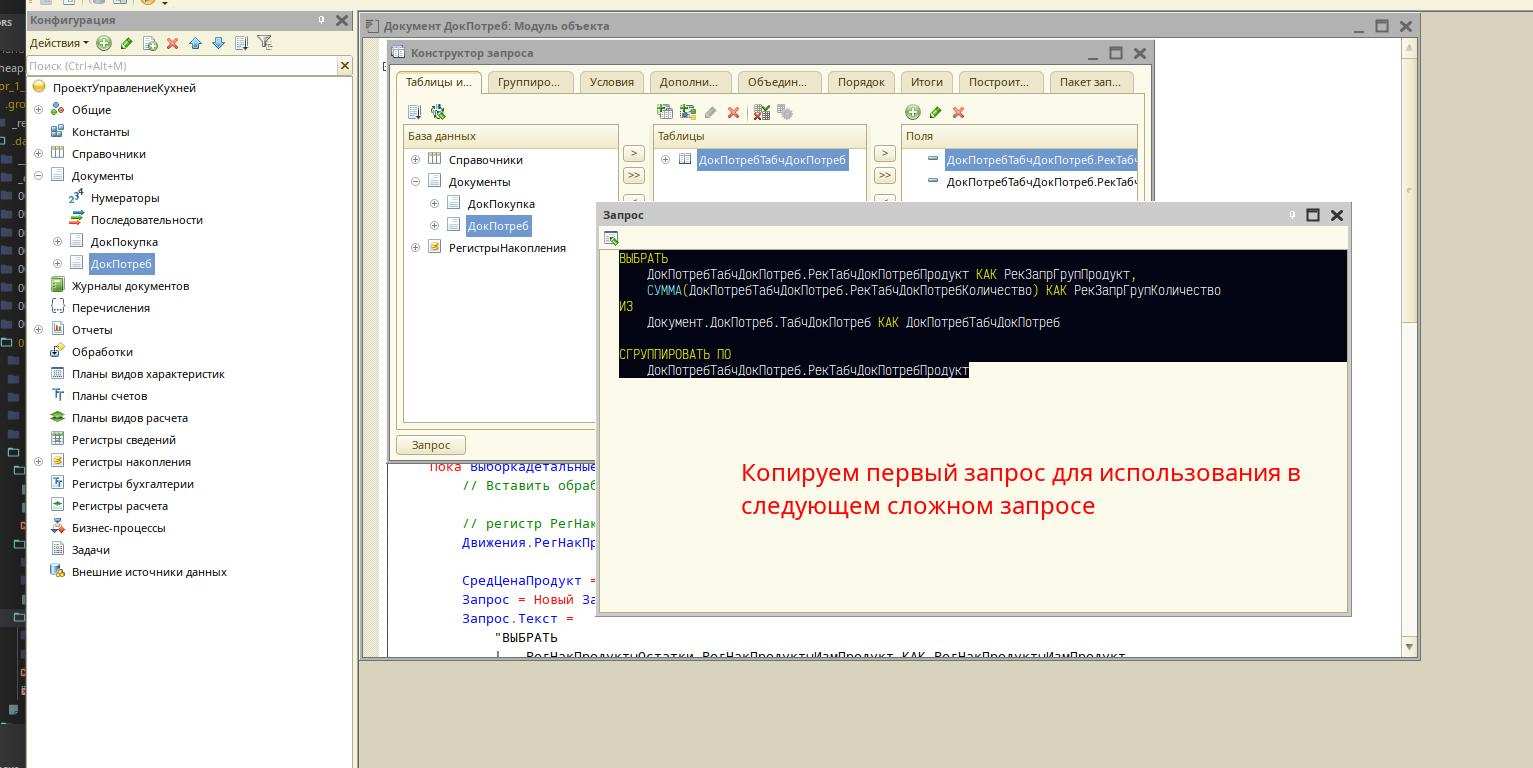 Конфигурация
Действия
Поиск (Ctrl+Alt+M)
ПроектУправлениеКухней
Общие
Константы
Справочники
Документы
Нумераторы
Последовательности
ДокПокупка
ДокПотреб
Журналы документов
Перечисления
Отчеты
Обработки
Планы видов характеристик
Планы счетов
Планы видов расчета
Регистры сведений
Регистры накопления
Регистры бухгалтерии
Регистры расчета
Бизнес-процессы
Задачи
Внешние источники данных
Документ ДокПотреб: Модуль объекта
Конструктор запроса
Таблицы и...
Группиро...
Условия
Дополни...
Объедин...
Порядок
Итоги
Построит...
Пакет зап...
База данных
Справочники
Документы
ДокПокупка
ДокПотреб
РегистрыНакопления
>
>>
Таблицы
ДокПотребТабчДокПотреб
>
>>
Поля
ДокПотребТабчДокПотреб.РекТабч
ДокПотребТабчДокПотреб.РекТабч
Запрос
Запрос
ВЫБРАТЬ
ДокПотребТабчДокПотреб.РекТабчДокПотребПродукт КАК РекЗапрГрупПродукт,
СУММА(ДокПотребТабчДокПотреб.РекТабчДокПотребКоличество) КАК РекЗапрГрупКоличество
ИЗ
Документ.ДокПотреб.ТабчДокПотреб КАК ДокПотребТабчДокПотреб
СГРУППИРОВАТЬ ПО
ДокПотребТабчДокПотреб.РекТабчДокПотребПродукт
Копируем первый запрос для использования в
следующем сложном запросе
Пока ВыборкаДетальные
// Вставить обраб
// регистр РегНак
Движения.РегНакПр
СредЦенаПродукт =
Запрос = Новый За
Запрос.Текст =
"ВЫБРАТЬ
| РегНакПродуктыОстатки.РегНакПродуктыИзмПродукт КАК РегНакПродуктыИзмПродукт